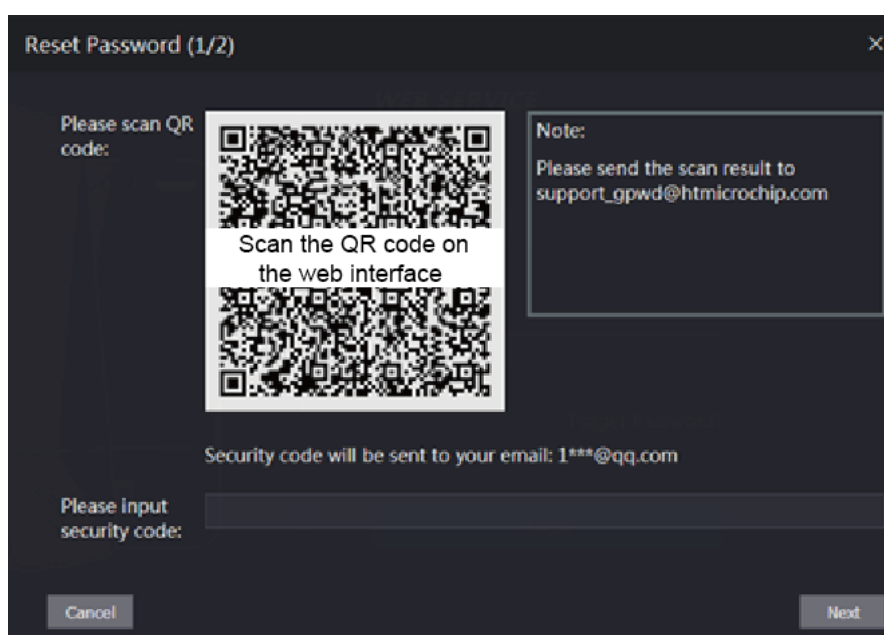 Reset Password (1/2)
Please scan QR
code:
Scan the QR code on
the web interface
Note:
Please send the scan result to
support_gpwd@htmicrochip.com
Security code will be sent to your email: 1***@qq.com
Please input
security code:
Cancel
Next